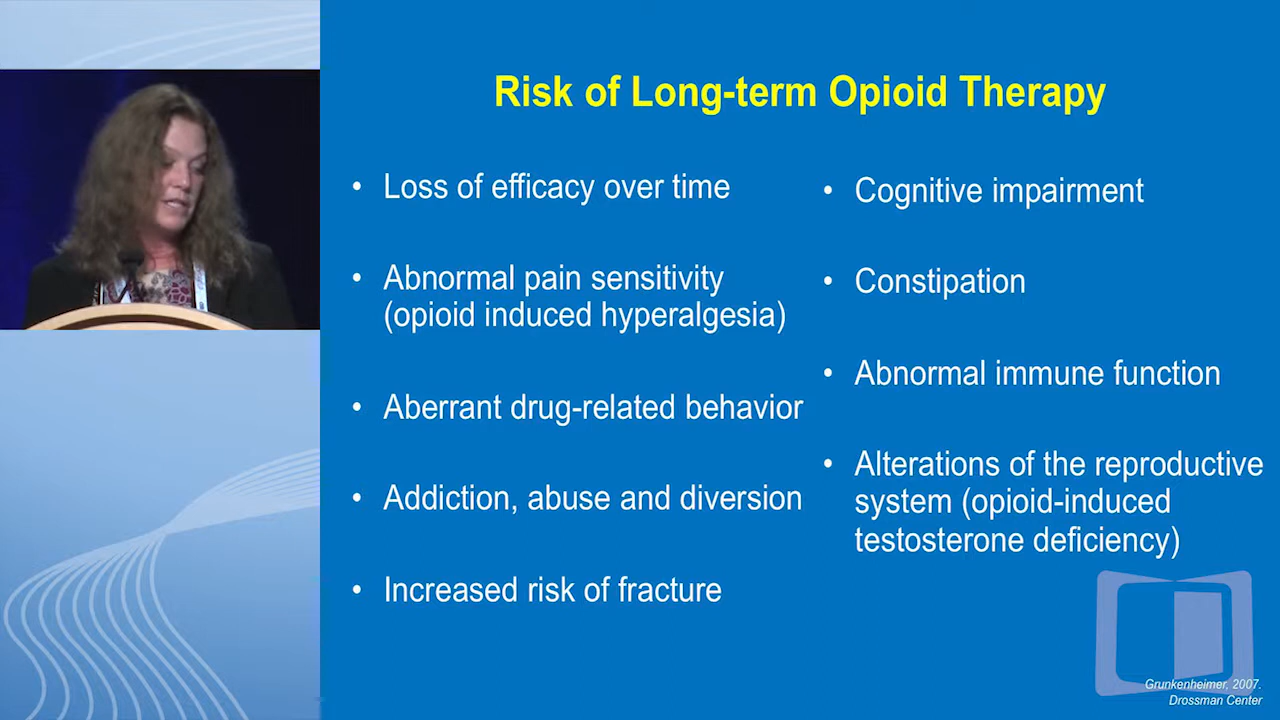 Risk of Long-term Opioid Therapy
• Loss of efficacy over time
• Abnormal pain sensitivity
(opioid induced hyperalgesia)
• Aberrant drug-related behavior
• Addiction, abuse and diversion
• Increased risk of fracture
• Cognitive impairment
• Constipation
• Abnormal immune function
• Alterations of the reproductive
system (opioid-induced
testosterone deficiency)
Grunkenheimer, 2007.
Drossman Center